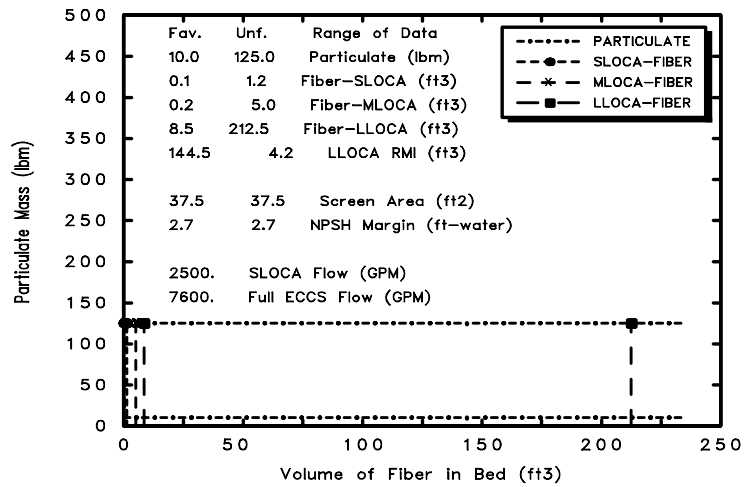 500
450
400
350
300
250
200
150
100
50
0
Particulate Mass (lbm)
Fav. Unf. Range of Data
10.0 125.0 Particulate (lbm)
0.1 1.2 Fiber-SLOCA (ft3)
0.2 5.0 Fiber-MLOCA (ft3)
8.5 212.5 Fiber-LLOCA (ft3)
144.5 4.2 LLOCA RMI (ft3)
37.5 37.5 Screen Area (ft2)
2.7 2.7 NPSH Margin (ft-water)
2500. SLOCA Flow (GPM)
7600. Full ECCS Flow (GPM)
PARTICULATE
SLOCA-FIBER
MLOCA-FIBER
LLOCA-FIBER
0 50 100 150 200 250
Volume of Fiber in Bed (ft3)